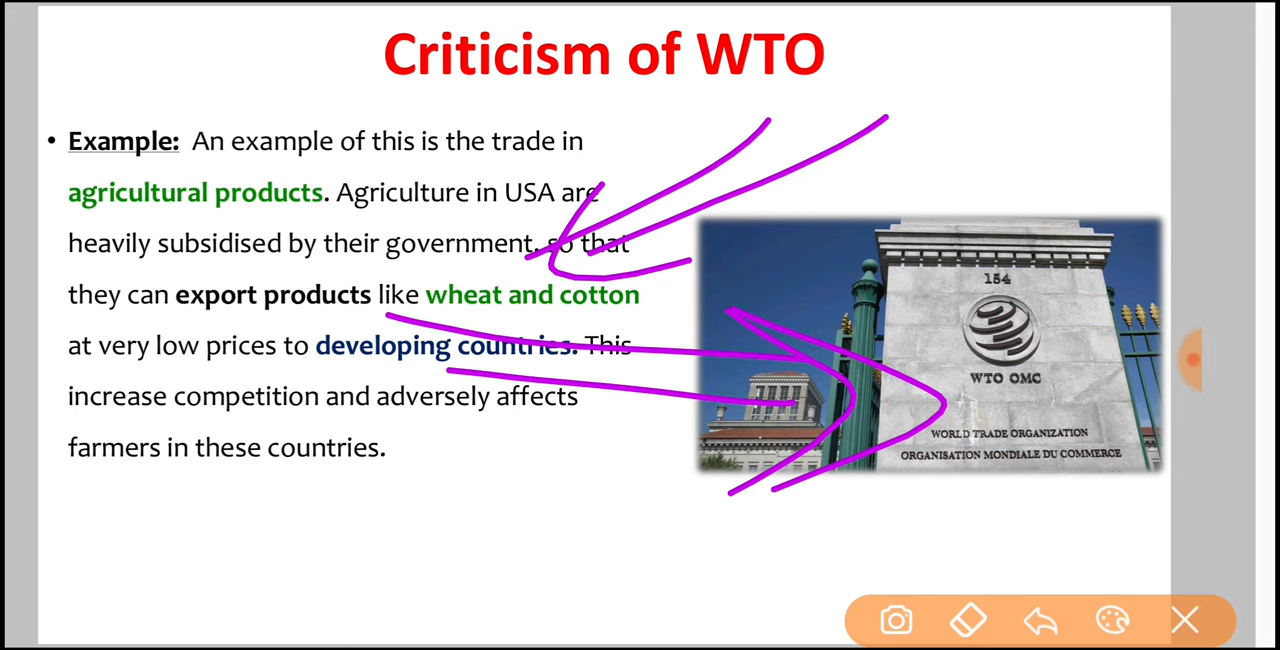 Criticism of WTO
• Example: An example of this is the trade in
agricultural products. Agriculture in USA are
heavily subsidised by their government, so that
they can export products like wheat and cotton
at very low prices to developing countries. This
increase competition and adversely affects
farmers in these countries.
154
WTO OMC
WORLD TRADE ORGANIZATION
ORGANISATION MONDIALE DU COMMERCE